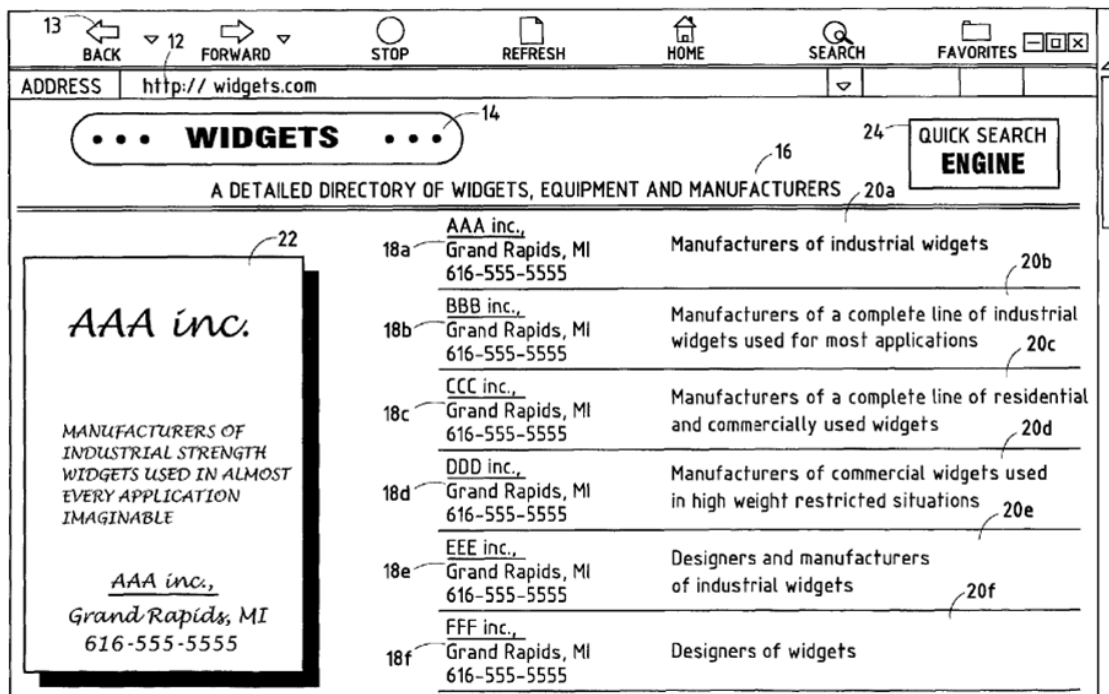 13
12
BACK FORWARD STOP REFRESH HOME SEARCH FAVORITES
ADDRESS http:// widgets.com
••• WIDGETS •••
14
24
QUICK SEARCH
ENGINE
16
A DETAILED DIRECTORY OF WIDGETS, EQUIPMENT AND MANUFACTURERS
20a
22
AAA inc.
MANUFACTURERS OF
INDUSTRIAL STRENGTH
WIDGETS USED IN ALMOST
EVERY APPLICATION
IMAGINABLE
AAA inc.,
Grand Rapids, MI
616-555-5555
18a
AAA inc.,
Grand Rapids, MI
616-555-5555
Manufacturers of industrial widgets
20b
18b
BBB inc.,
Grand Rapids, MI
616-555-5555
Manufacturers of a complete line of industrial
widgets used for most applications
20c
18c
CCC inc.,
Grand Rapids, MI
616-555-5555
Manufacturers of a complete line of residential
and commercially used widgets
20d
18d
DDD inc.,
Grand Rapids, MI
616-555-5555
Manufacturers of commercial widgets used
in high weight restricted situations
20e
18e
EEE inc.,
Grand Rapids, MI
616-555-5555
Designers and manufacturers
of industrial widgets
20f
18f
FFF inc.,
Grand Rapids, MI
616-555-5555
Designers of widgets